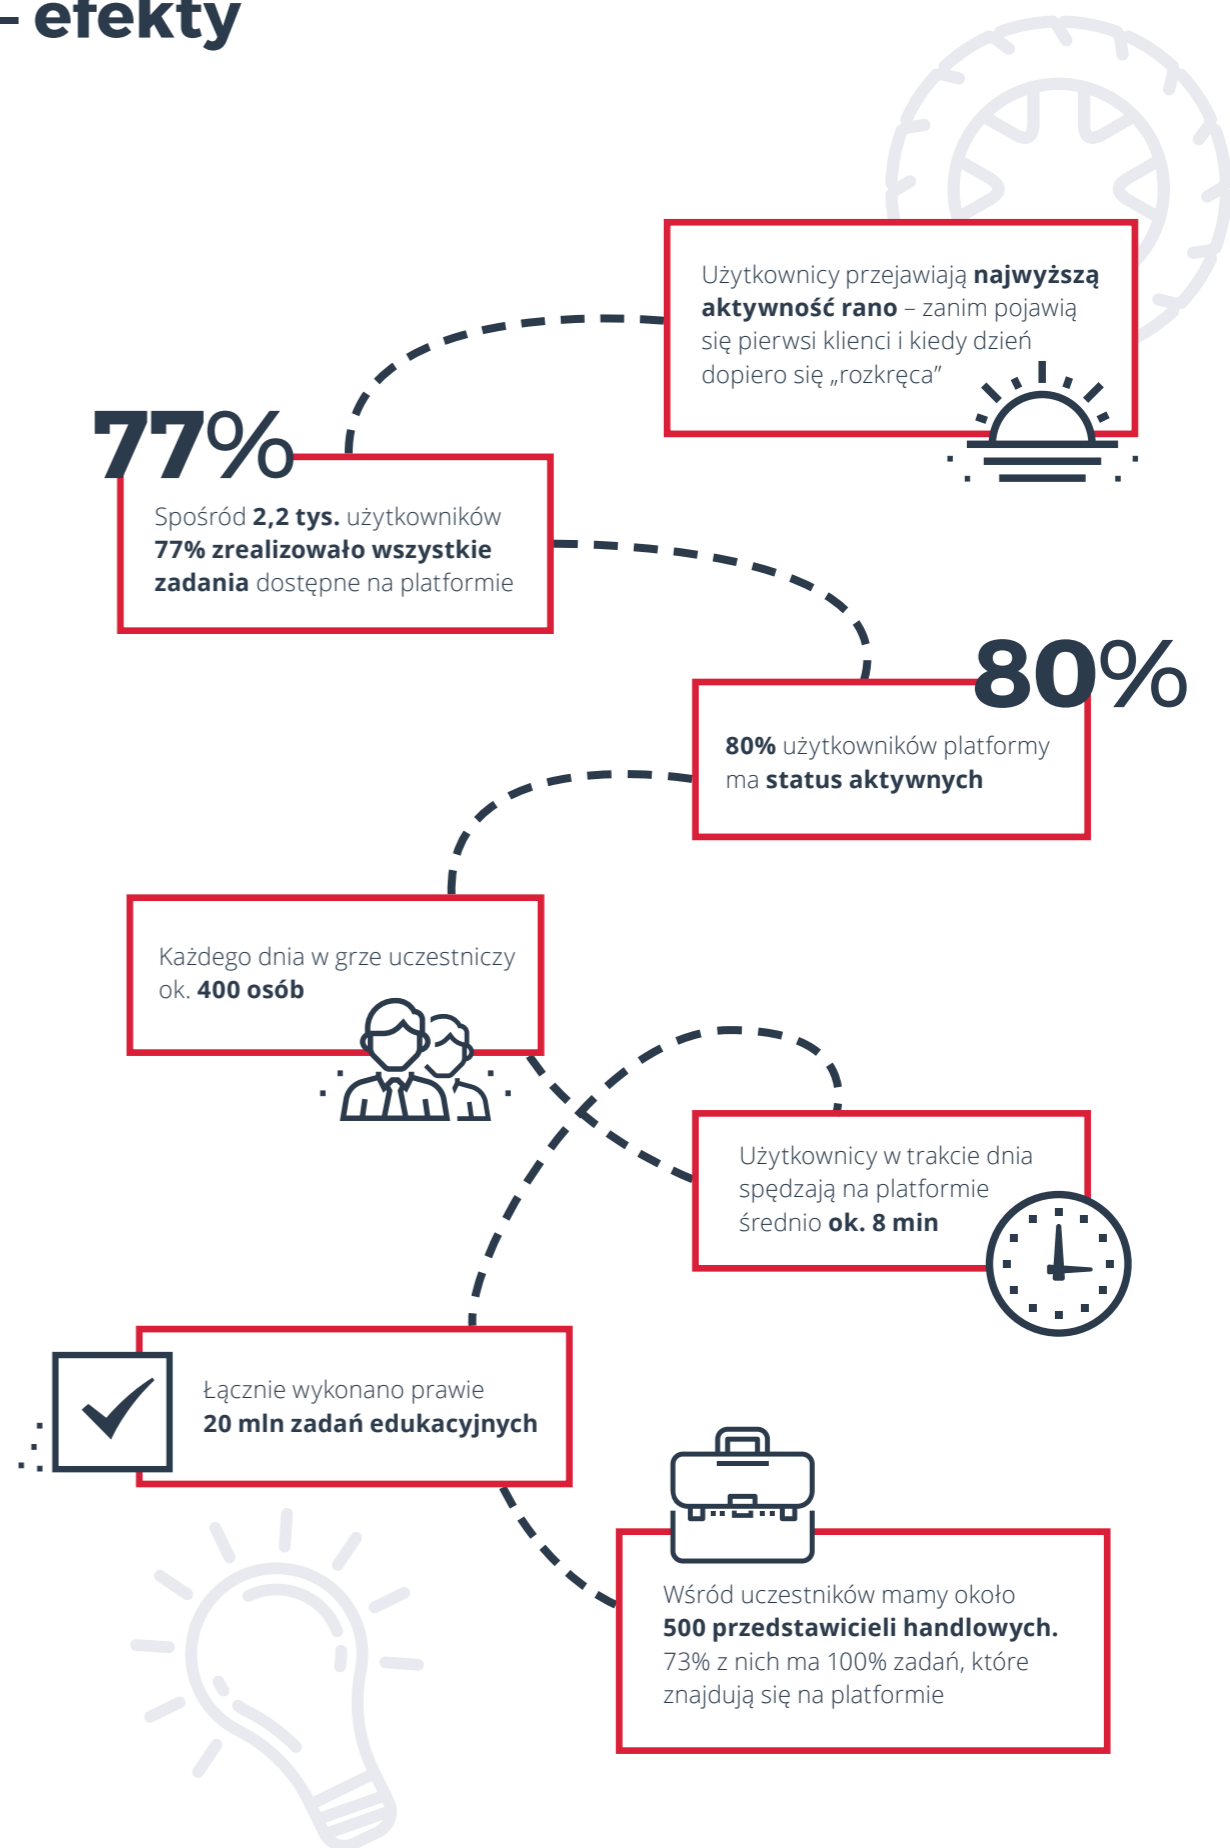 – efekty
Użytkownicy przejawiają najwyższą
aktywność rano – zanim pojawią
się pierwsi klienci i kiedy dzień
dopiero się „rozkręca”
77%
Spośród 2,2 tys. użytkowników
77% zrealizowało wszystkie
zadania dostępne na platformie
80%
80% użytkowników platformy
ma status aktywnych
Każdego dnia w grze uczestniczy
ok. 400 osób
Użytkownicy w trakcie dnia
spędzają na platformie
średnio ok. 8 min
Łącznie wykonano prawie
20 mln zadań edukacyjnych
Wśród uczestników mamy około
500 przedstawicieli handlowych.
73% z nich ma 100% zadań, które
znajdują się na platformie